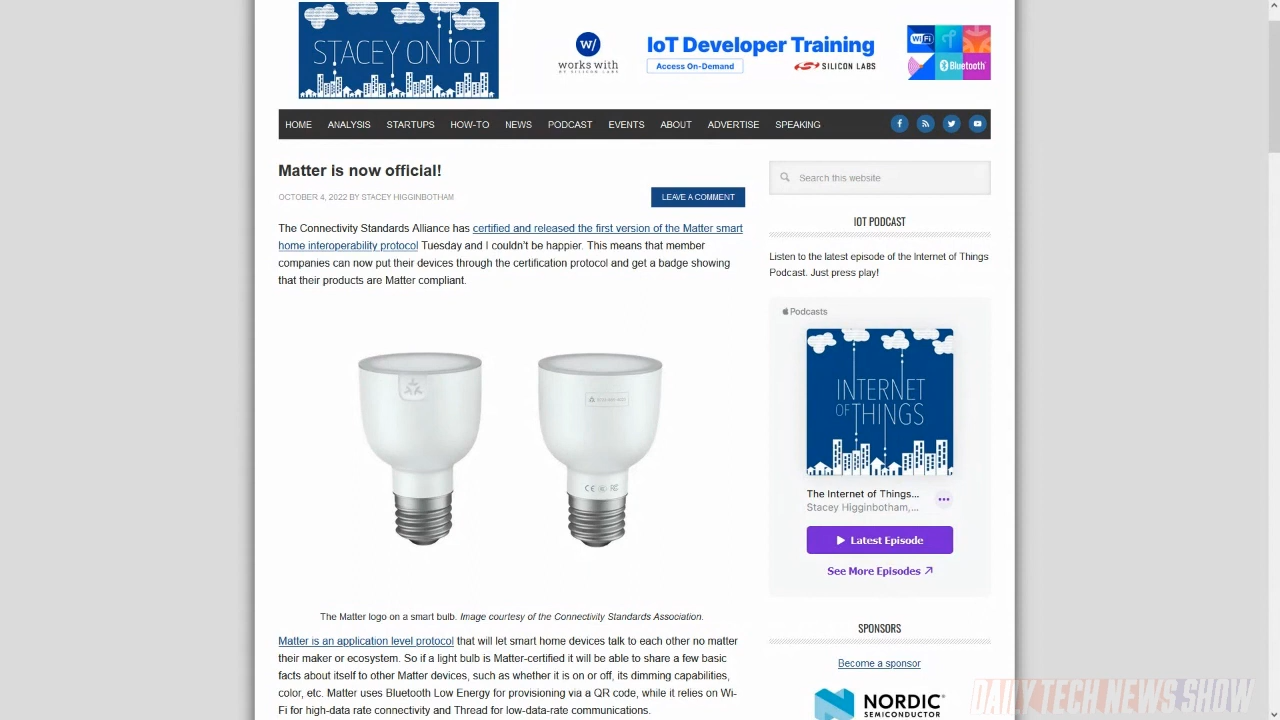 STACEY ON IOT
w/
works with
BY SILICON LABS
IoT Developer Training
Access On-Demand
SILICON LABS
WiFi
Bluetooth
HOME ANALYSIS STARTUPS HOW-TO NEWS PODCAST EVENTS ABOUT ADVERTISE SPEAKING
Matter is now official!
OCTOBER 4, 2022 BY STACEY HIGGINBOTHAM
LEAVE A COMMENT
The Connectivity Standards Alliance has certified and released the first version of the Matter smart
home interoperability protocol Tuesday and I couldn't be happier. This means that member
companies can now put their devices through the certification protocol and get a badge showing
that their products are Matter compliant.
CE
The Matter logo on a smart bulb. Image courtesy of the Connectivity Standards Association.
Matter is an application level protocol that will let smart home devices talk to each other no matter
their maker or ecosystem. So if a light bulb is Matter-certified it will be able to share a few basic
facts about itself to other Matter devices, such as whether it is on or off, its dimming capabilities,
color, etc. Matter uses Bluetooth Low Energy for provisioning via a QR code, while it relies on Wi-
Fi for high-data rate connectivity and Thread for low-data-rate communications.
Search this website
IOT PODCAST
Listen to the latest episode of the Internet of Things
Podcast. Just press play!
Podcasts
INTERNET
OF THINGS
The Internet of Things...
Stacey Higginbotham,...
Latest Episode
See More Episodes
SPONSORS
Become a sponsor
NORDIC
SEMICONDUCTOR
DAILY TECH NEWS SHOW